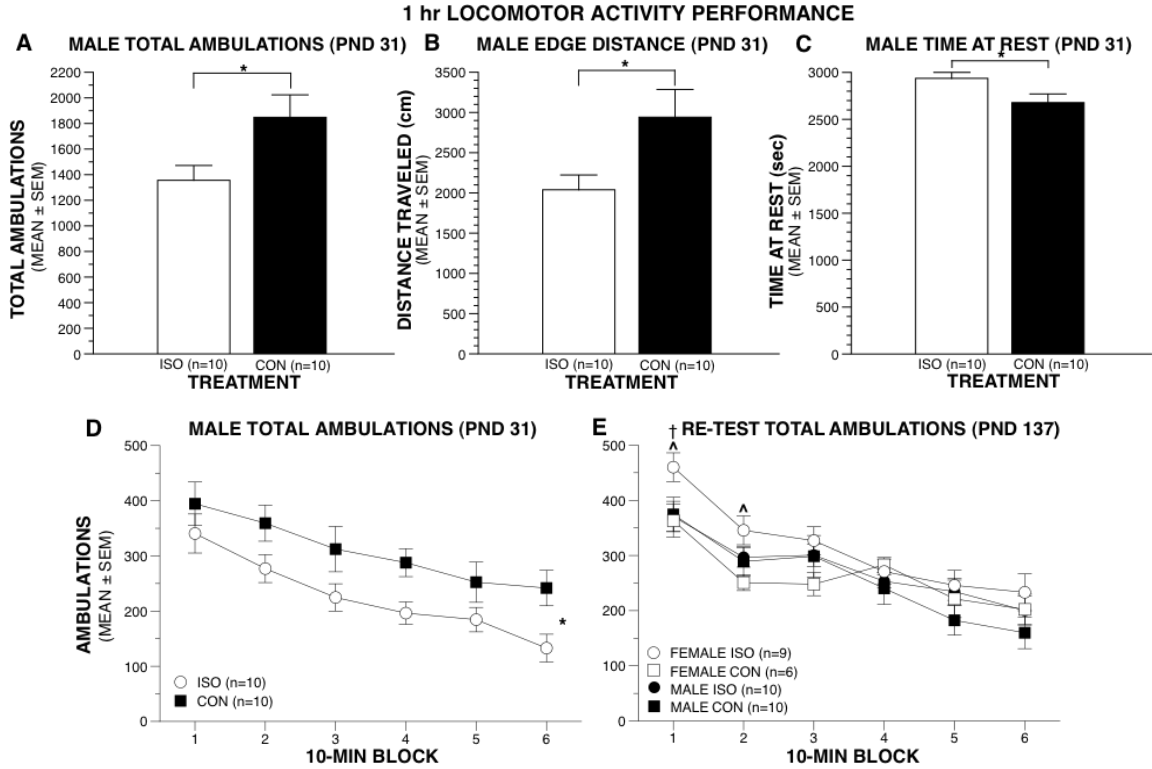 1 hr LOCOMOTOR ACTIVITY PERFORMANCE
A MALE TOTAL AMBULATIONS (PND 31)
TOTAL AMBULATIONS
(MEAN ± SEM)
2200
2000
1800
1600
1400
1200
1000
800
600
400
200
0
*
ISO (n=10) CON (n=10)
TREATMENT
B MALE EDGE DISTANCE (PND 31)
DISTANCE TRAVELED (cm)
(MEAN ± SEM)
3500
3000
2500
2000
1500
1000
500
0
*
ISO (n=10) CON (n=10)
TREATMENT
C MALE TIME AT REST (PND 31)
TIME AT REST (sec)
(MEAN ± SEM)
3000
2500
2000
1500
1000
500
0
*
ISO (n=10) CON (n=10)
TREATMENT
D MALE TOTAL AMBULATIONS (PND 31)
AMBULATIONS
(MEAN ± SEM)
500
400
300
200
100
0
*
ISO (n=10)
CON (n=10)
1 2 3 4 5 6
10-MIN BLOCK
E † RE-TEST TOTAL AMBULATIONS (PND 137)
500
400
300
200
100
0
^
^
FEMALE ISO (n=9)
FEMALE CON (n=6)
MALE ISO (n=10)
MALE CON (n=10)
1 2 3 4 5 6
10-MIN BLOCK